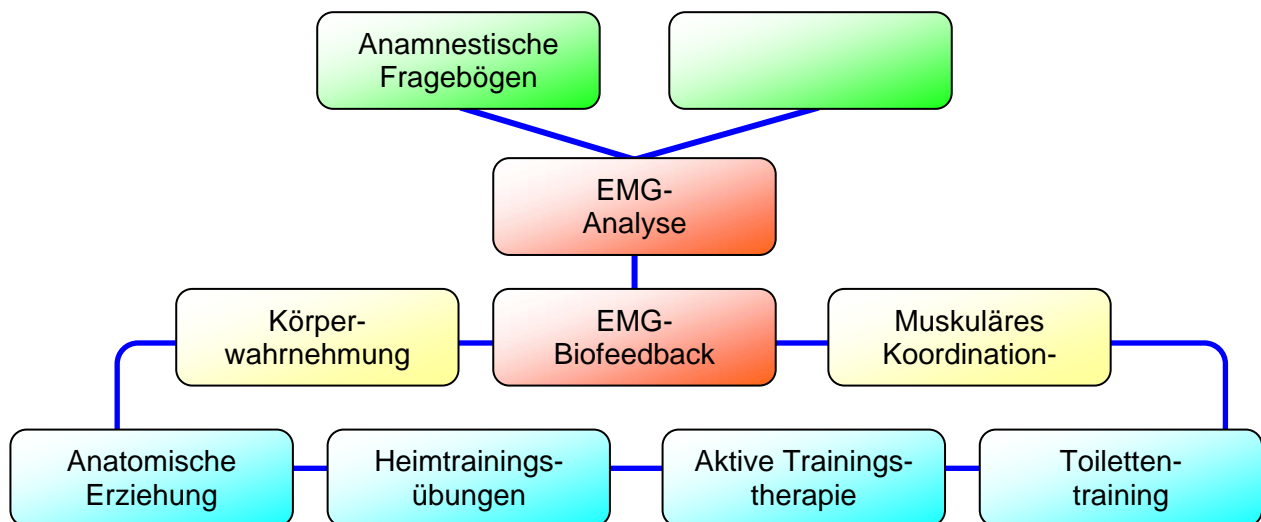 Anamnestische
Fragebögen
EMG-
Analyse
Körper-
wahrnehmung
EMG-
Biofeedback
Muskuläres
Koordination-
Anatomische
Erziehung
Heimtrainings-
übungen
Aktive Trainings-
therapie
Toiletten-
training